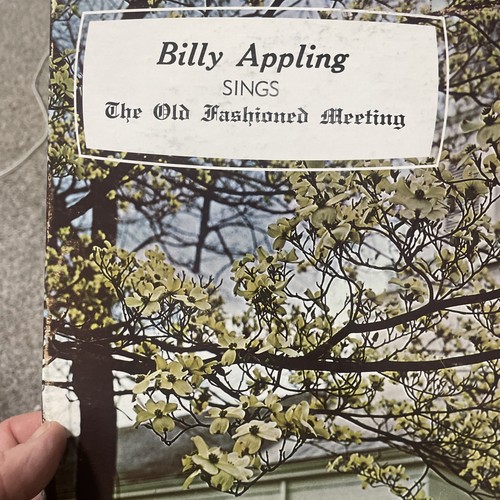 Billy Appling
SINGS
The Old Fashioned Meeting